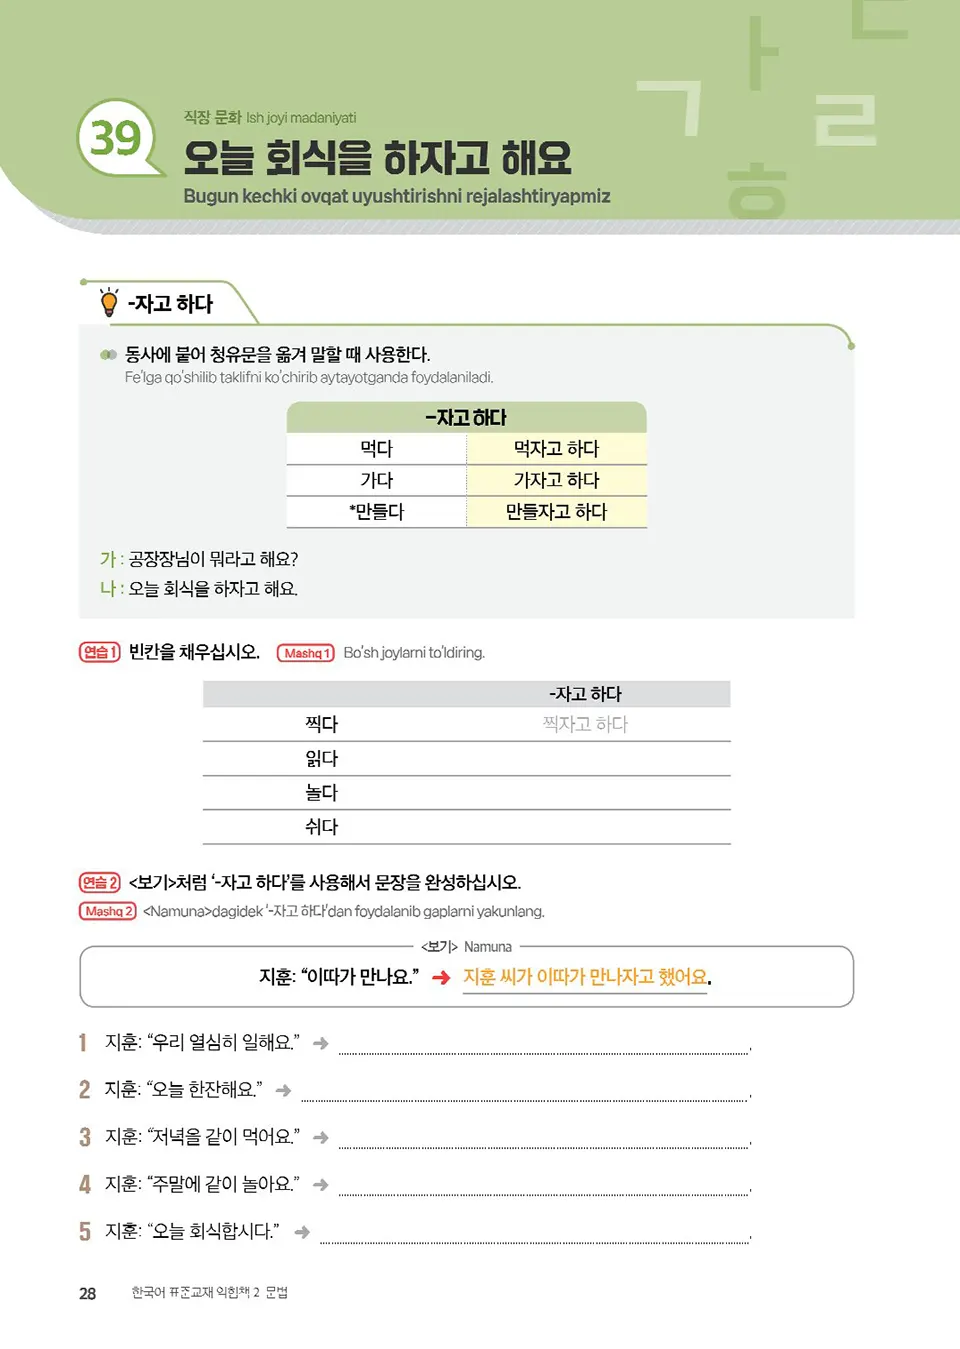 39
직장 문화 Ish joyi madaniyati
오늘 회식을 하자고 해요
Bugun kechki ovqat uyushtirishni rejalashtiryapmiz
ㄱ ㅏ ㄹ ㅎ ㄷ
-자고 하다
동사에 붙어 청유문을 옮겨 말할 때 사용한다.
Fe'lga qo'shilib taklifni ko'chirib aytayotganda foydalaniladi.
-자고 하다
먹다 먹자고 하다
가다 가자고 하다
*만들다 만들자고 하다
가 : 공장장님이 뭐라고 해요?
나 : 오늘 회식을 하자고 해요.
연습 1 빈칸을 채우십시오. Mashq 1 Bo'sh joylarni to'ldiring.
-자고 하다
찍다 찍자고 하다
읽다
놀다
쉬다
연습 2 <보기>처럼 '-자고 하다'를 사용해서 문장을 완성하십시오.
Mashq 2 <Namuna>dagidek '-자고 하다'dan foydalanib gaplarni yakunlang.
<보기> Namuna
지훈: “이따가 만나요.” ➜ 지훈 씨가 이따가 만나자고 했어요.
1 지훈: “우리 열심히 일해요.” ➜ .
2 지훈: “오늘 한잔해요.” ➜ .
3 지훈: “저녁을 같이 먹어요.” ➜ .
4 지훈: “주말에 같이 놀아요.” ➜ .
5 지훈: “오늘 회식합시다.” ➜ .
28 한국어 표준교재 익힘책 2 문법